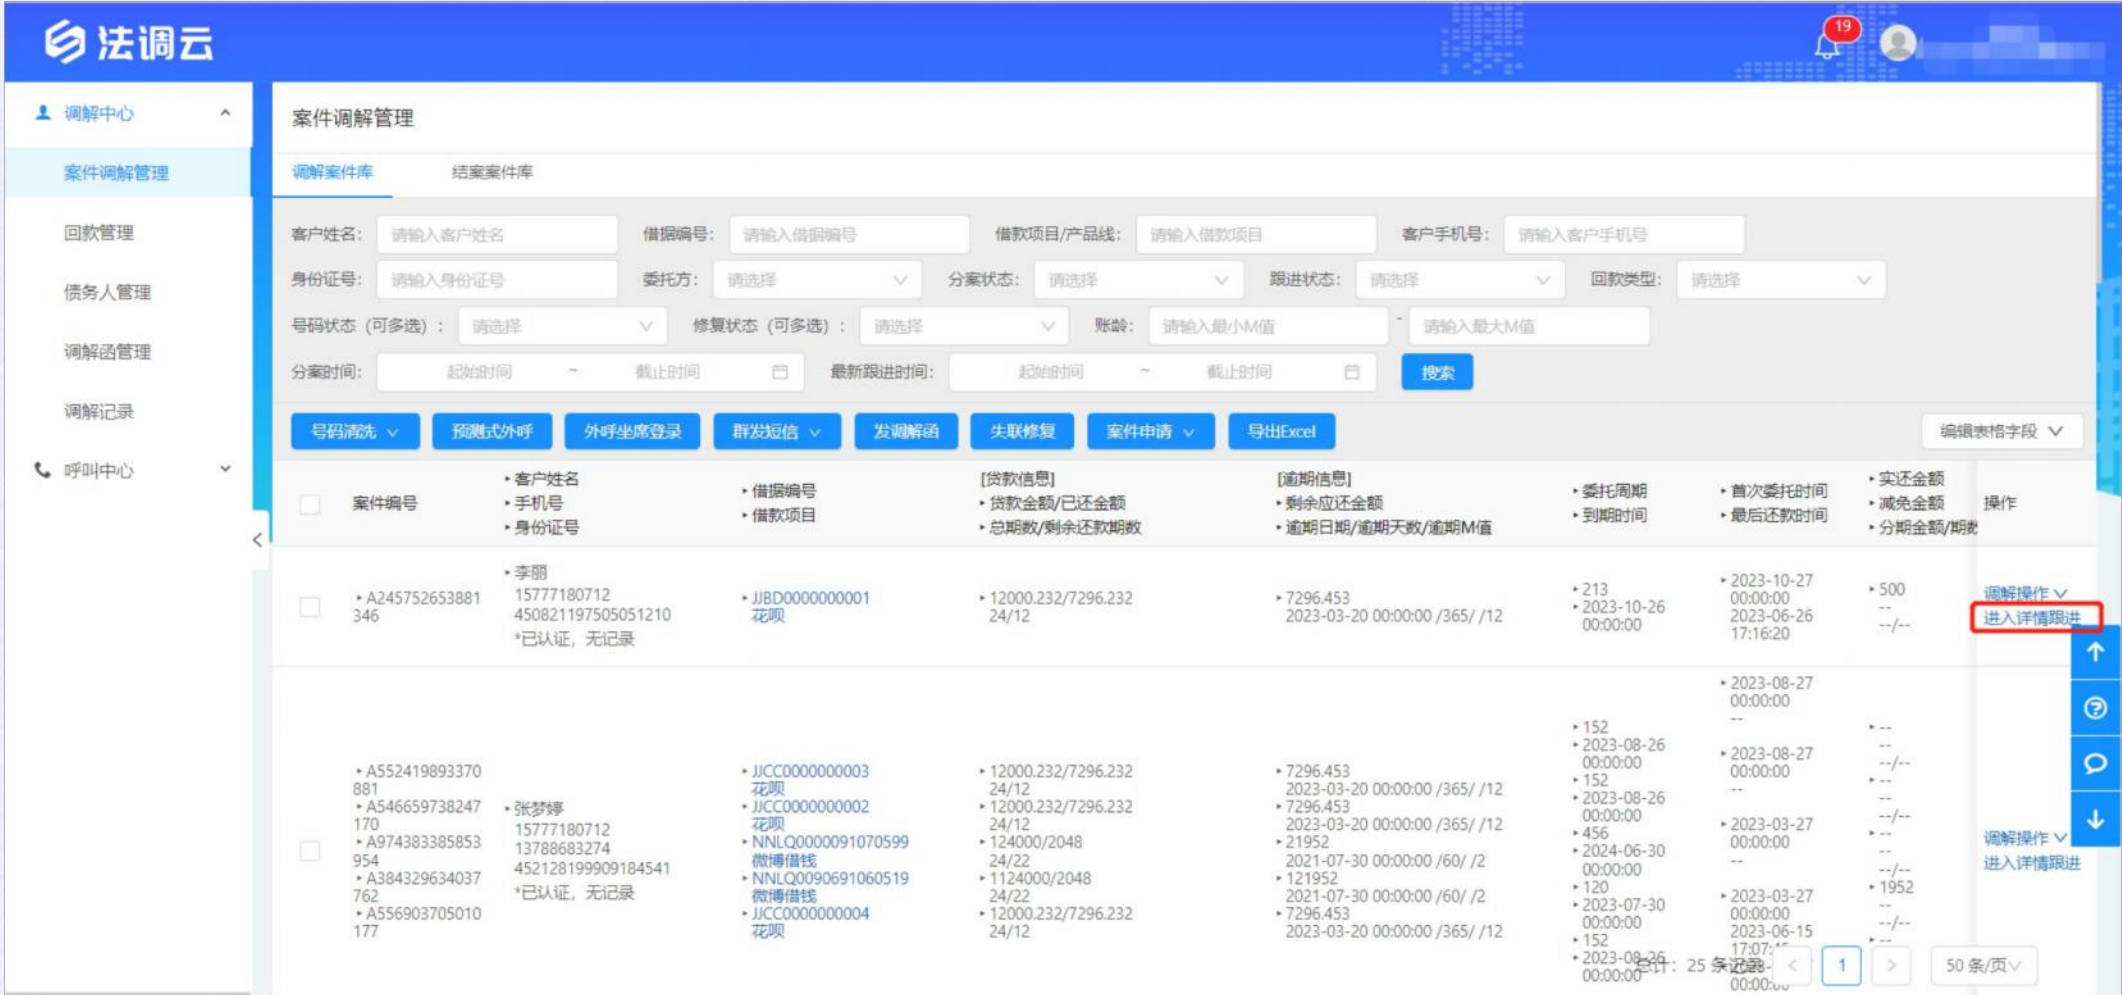 法调云
19
调解中心
案件调解管理
回款管理
债务人管理
调解函管理
调解记录
呼叫中心
案件调解管理
调解案件库 结案案件库
客户姓名： 请输入客户姓名 借据编号： 请输入借据编号 借款项目/产品线： 请输入借款项目 客户手机号： 请输入客户手机号
身份证号： 请输入身份证号 委托方： 请选择 分案状态： 请选择 跟进状态： 请选择 回款类型： 请选择
号码状态（可多选）： 请选择 修复状态（可多选）： 请选择 账龄： 请输入最小M值 - 请输入最大M值
分案时间： 起始时间 ~ 截止时间 最新跟进时间： 起始时间 ~ 截止时间 搜索
号码清洗 预测式外呼 外呼坐席登录 群发短信 发调解函 失联修复 案件申请 导出Excel 编辑表格字段
案件编号
客户姓名
手机号
身份证号
借据编号
借款项目
[贷款信息]
贷款金额/已还金额
总期数/剩余还款期数
[逾期信息]
剩余应还金额
逾期日期/逾期天数/逾期M值
委托周期
到期时间
首次委托时间
最后还款时间
实还金额
减免金额
分期金额/期数
操作
A245752653881
346
李丽
15777180712
450821197505051210
*已认证，无记录
JJBD0000000001
花呗
12000.232/7296.232
24/12
7296.453
2023-03-20 00:00:00 /365/ /12
213
2023-10-26
00:00:00
2023-10-27
00:00:00
2023-06-26
17:16:20
500
--
--/--
调解操作
进入详情跟进
A552419893370
881
A546659738247
170
A974383385853
954
A384329634037
762
A556903705010
177
张梦婷
15777180712
13788683274
452128199909184541
*已认证，无记录
JJCC0000000003
花呗
JJCC0000000002
花呗
NNLQ0000091070599
微博借钱
NNLQ0090691060519
微博借钱
JJCC0000000004
花呗
12000.232/7296.232
24/12
12000.232/7296.232
24/12
124000/2048
24/22
1124000/2048
24/22
12000.232/7296.232
24/12
7296.453
2023-03-20 00:00:00 /365/ /12
7296.453
2023-03-20 00:00:00 /365/ /12
21952
2021-07-30 00:00:00 /60/ /2
121952
2021-07-30 00:00:00 /60/ /2
7296.453
2023-03-20 00:00:00 /365/ /12
152
2023-08-26
00:00:00
152
2023-08-26
00:00:00
456
2024-06-30
00:00:00
120
2023-07-30
00:00:00
152
2023-08-26
00:00:00
2023-08-27
00:00:00
--
2023-08-27
00:00:00
--
2023-03-27
00:00:00
--
2023-03-27
00:00:00
2023-06-15
--
--
--/--
--
--
--/--
--
--
--/--
1952
--
--/--
--
调解操作
进入详情跟进
总计： 25 条记录 < 1 > 50 条/页